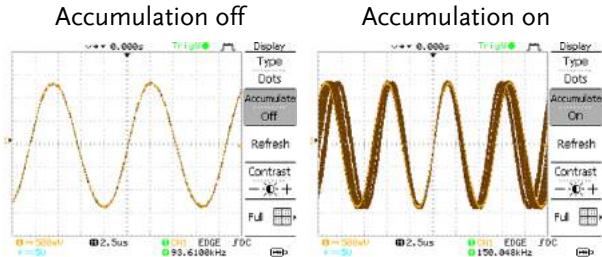 Accumulation off
0.000s Trig'd Display
Type
Dots
Accumulate
Off
Refresh
Contrast
- +
Full
500mV 2.5us CH1 EDGE DC
5V 93.6100kHz
Accumulation on
0.000s Trig'd Display
Type
Dots
Accumulate
On
Refresh
Contrast
- +
Full
500mV 2.5us CH1 EDGE DC
5V 150.048kHz